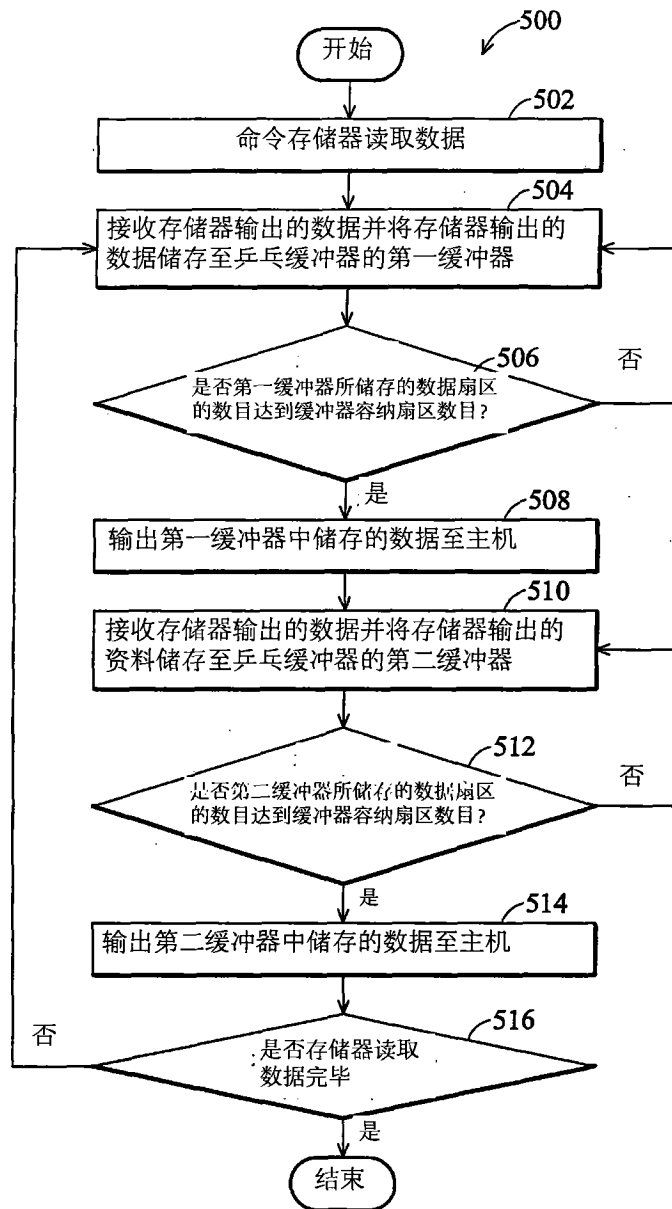 500
开始
502
命令存储器读取数据
504
接收存储器输出的数据并将存储器输出的
数据储存至乒乓缓冲器的第一缓冲器
506
否
是否第一缓冲器所储存的数据扇区
的数目达到缓冲器容纳扇区数目?
是
508
输出第一缓冲器中储存的数据至主机
510
接收存储器输出的数据并将存储器输出的
资料储存至乒乓缓冲器的第二缓冲器
512
否
是否第二缓冲器所储存的数据扇区
的数目达到缓冲器容纳扇区数目?
是
514
输出第二缓冲器中储存的数据至主机
516
否
是否存储器读取
数据完毕
是
结束